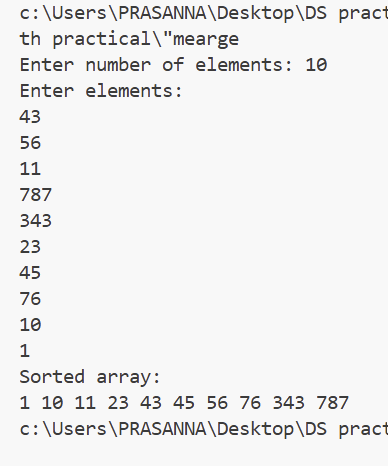 c:\Users\PRASANNA\Desktop\DS pract
th practical\"mearge
Enter number of elements: 10
Enter elements:
43
56
11
787
343
23
45
76
10
1
Sorted array:
1 10 11 23 43 45 56 76 343 787
c:\Users\PRASANNA\Desktop\DS pract